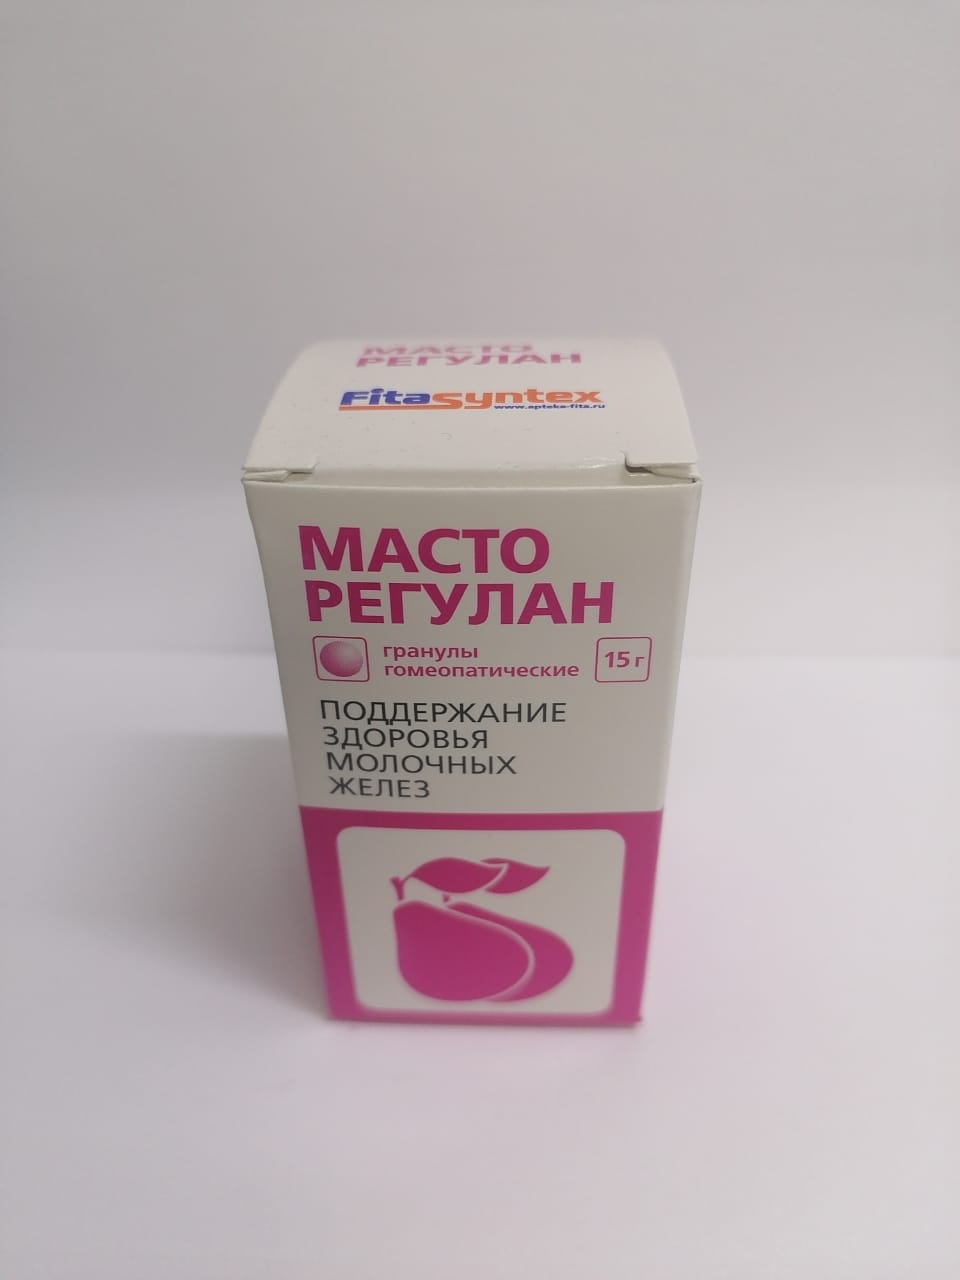 МАСТО
РЕГУЛАН
FitaSyntex
www.apteka-fita.ru
МАСТО
РЕГУЛАН
гранулы
гомеопатические
15 г
ПОДДЕРЖАНИЕ
ЗДОРОВЬЯ
МОЛОЧНЫХ
ЖЕЛЕЗ